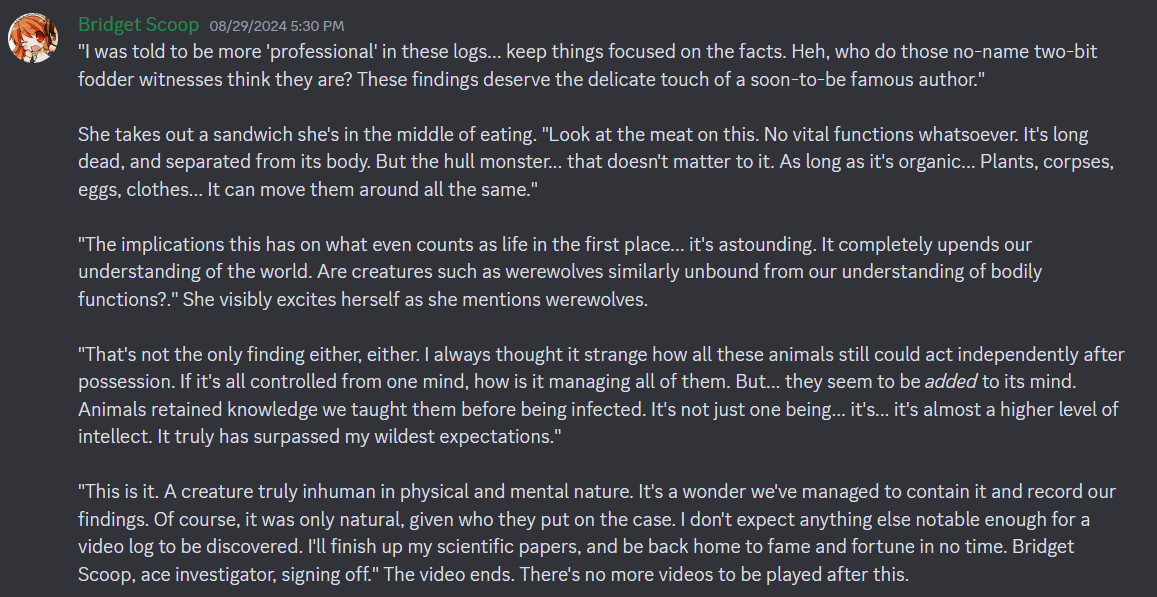 Bridget Scoop 08/29/2024 5:30 PM
"I was told to be more 'professional' in these logs... keep things focused on the facts. Heh, who do those no-name two-bit
fodder witnesses think they are? These findings deserve the delicate touch of a soon-to-be famous author."
She takes out a sandwich she's in the middle of eating. "Look at the meat on this. No vital functions whatsoever. It's long
dead, and separated from its body. But the hull monster... that doesn't matter to it. As long as it's organic... Plants, corpses,
eggs, clothes... It can move them around all the same."
"The implications this has on what even counts as life in the first place... it's astounding. It completely upends our
understanding of the world. Are creatures such as werewolves similarly unbound from our understanding of bodily
functions?." She visibly excites herself as she mentions werewolves.
"That's not the only finding either, either. I always thought it strange how all these animals still could act independently after
possession. If it's all controlled from one mind, how is it managing all of them. But... they seem to be added to its mind.
Animals retained knowledge we taught them before being infected. It's not just one being... it's... it's almost a higher level of
intellect. It truly has surpassed my wildest expectations."
"This is it. A creature truly inhuman in physical and mental nature. It's a wonder we've managed to contain it and record our
findings. Of course, it was only natural, given who they put on the case. I don't expect anything else notable enough for a
video log to be discovered. I'll finish up my scientific papers, and be back home to fame and fortune in no time. Bridget
Scoop, ace investigator, signing off." The video ends. There's no more videos to be played after this.